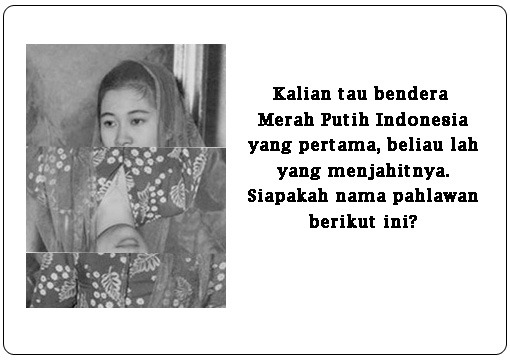 Kalian tau bendera
Merah Putih Indonesia
yang pertama, beliau lah
yang menjahitnya.
Siapakah nama pahlawan
berikut ini?